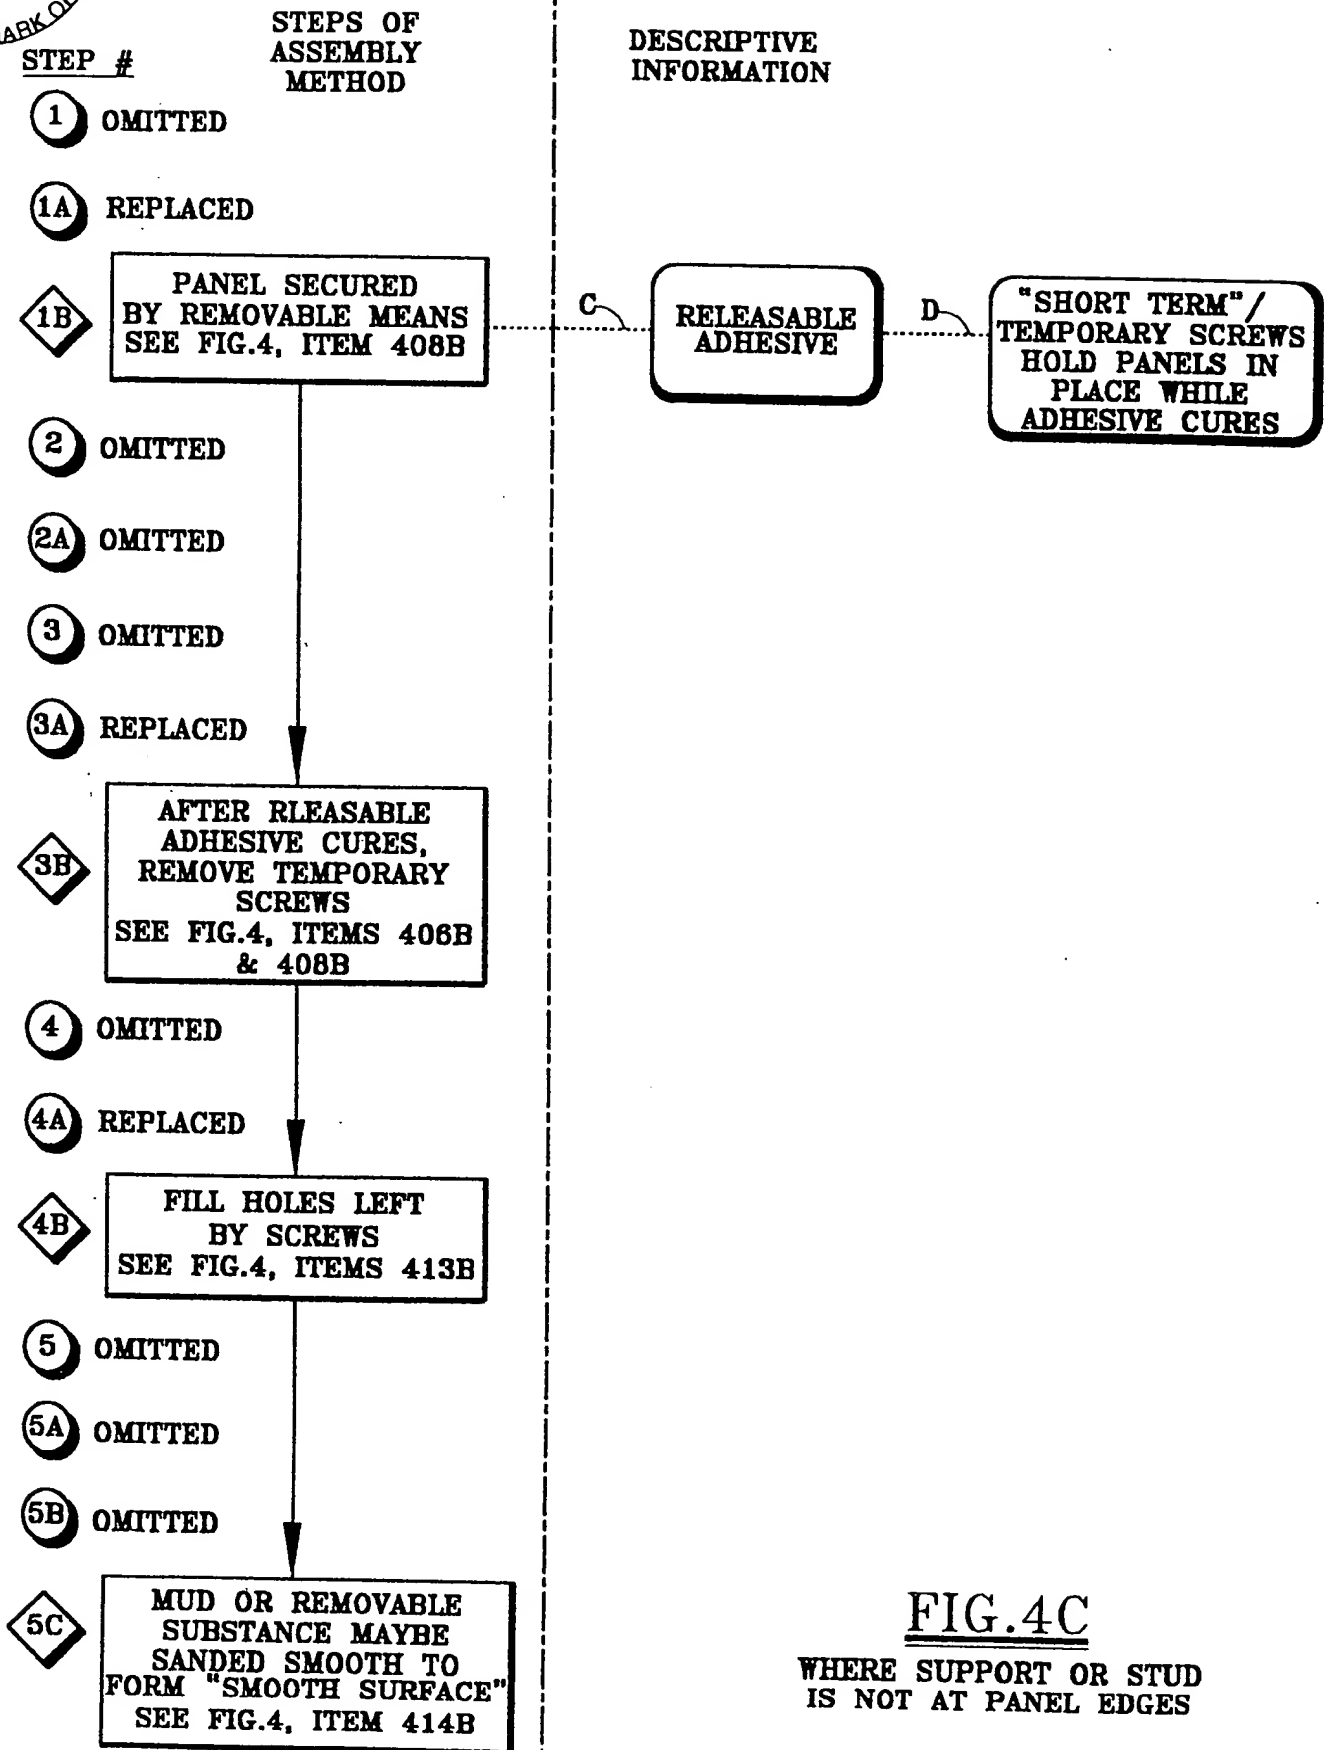 STEP #
STEPS OF
ASSEMBLY
METHOD
DESCRIPTIVE
INFORMATION
1 OMITTED
1A REPLACED
1B
PANEL SECURED
BY REMOVABLE MEANS
SEE FIG.4, ITEM 408B
C
RELEASABLE
ADHESIVE
D
"SHORT TERM"/
TEMPORARY SCREWS
HOLD PANELS IN
PLACE WHILE
ADHESIVE CURES
2 OMITTED
2A OMITTED
3 OMITTED
3A REPLACED
3B
AFTER RLEASABLE
ADHESIVE CURES,
REMOVE TEMPORARY
SCREWS
SEE FIG.4, ITEMS 406B
& 408B
4 OMITTED
4A REPLACED
4B
FILL HOLES LEFT
BY SCREWS
SEE FIG.4, ITEMS 413B
5 OMITTED
5A OMITTED
5B OMITTED
5C
MUD OR REMOVABLE
SUBSTANCE MAYBE
SANDED SMOOTH TO
FORM "SMOOTH SURFACE"
SEE FIG.4, ITEM 414B
FIG.4C
WHERE SUPPORT OR STUD
IS NOT AT PANEL EDGES